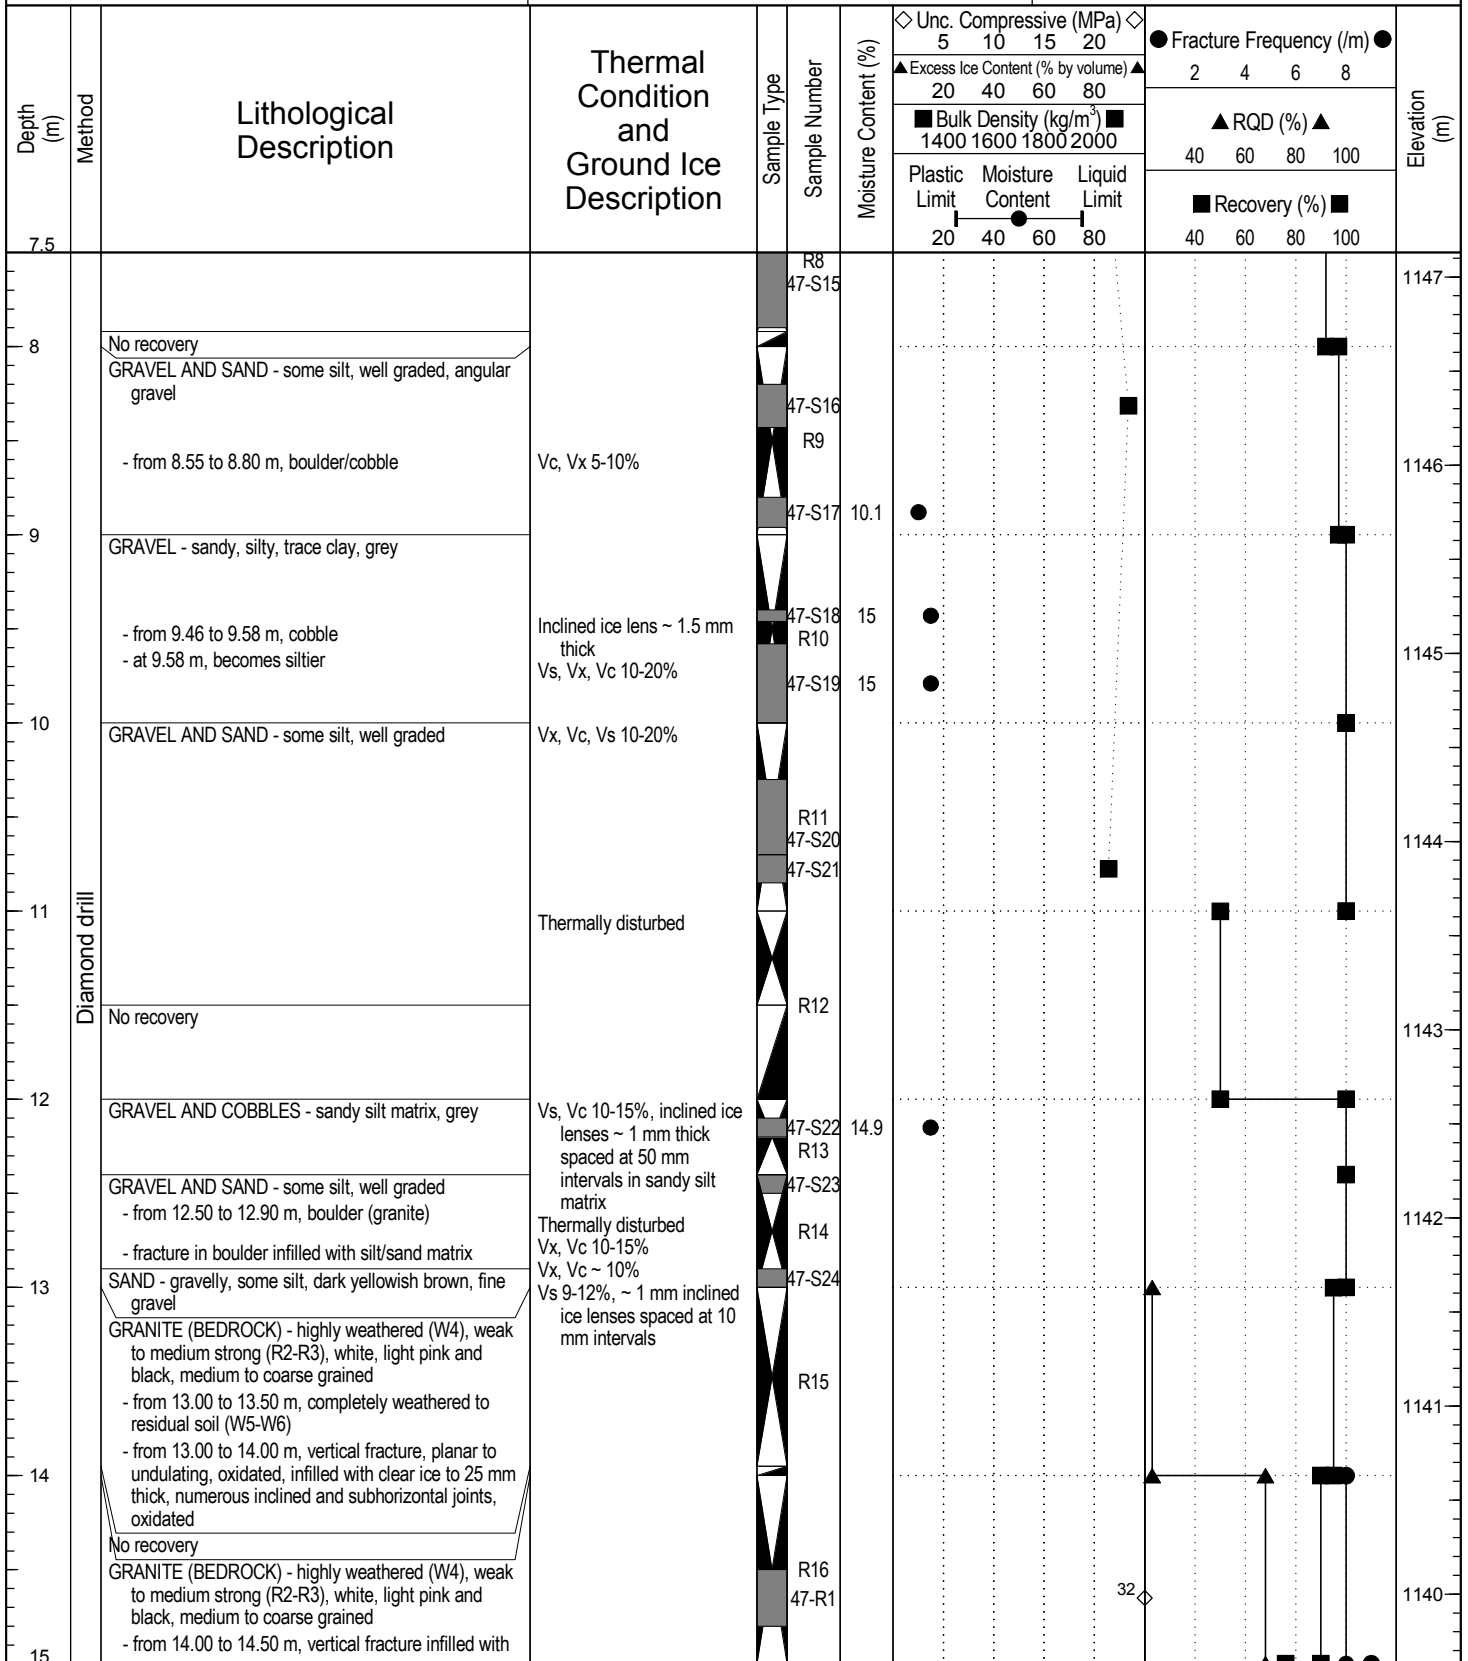 Depth
(m)
Method
Lithological
Description
Thermal
Condition
and
Ground Ice
Description
Sample Type
Sample Number
Moisture Content (%)
◇ Unc. Compressive (MPa) ◇
5 10 15 20
▲ Excess Ice Content (% by volume) ▲
20 40 60 80
■ Bulk Density (kg/m³) ■
1400 1600 1800 2000
Plastic Moisture Liquid
Limit Content Limit
20 40 60 80
● Fracture Frequency (/m) ●
2 4 6 8
▲ RQD (%) ▲
40 60 80 100
■ Recovery (%) ■
40 60 80 100
Elevation
(m)
7.5
Diamond drill
R8
47-S15
1147
No recovery
8
GRAVEL AND SAND - some silt, well graded, angular
gravel
47-S16
R9
- from 8.55 to 8.80 m, boulder/cobble
Vc, Vx 5-10%
1146
47-S17 10.1
9
GRAVEL - sandy, silty, trace clay, grey
47-S18 15
- from 9.46 to 9.58 m, cobble
Inclined ice lens ~ 1.5 mm
thick
R10
- at 9.58 m, becomes siltier
Vs, Vx, Vc 10-20%
1145
47-S19 15
10
GRAVEL AND SAND - some silt, well graded
Vx, Vc, Vs 10-20%
R11
47-S20
1144
47-S21
11
Thermally disturbed
R12
No recovery
1143
12
GRAVEL AND COBBLES - sandy silt matrix, grey
Vs, Vc 10-15%, inclined ice
lenses ~ 1 mm thick
spaced at 50 mm
intervals in sandy silt
matrix
47-S22 14.9
R13
GRAVEL AND SAND - some silt, well graded
47-S23
- from 12.50 to 12.90 m, boulder (granite)
Thermally disturbed
R14
1142
- fracture in boulder infilled with silt/sand matrix
Vx, Vc 10-15%
Vx, Vc ~ 10%
47-S24
13
SAND - gravelly, some silt, dark yellowish brown, fine
gravel
Vs 9-12%, ~ 1 mm inclined
ice lenses spaced at 10
mm intervals
GRANITE (BEDROCK) - highly weathered (W4), weak
to medium strong (R2-R3), white, light pink and
black, medium to coarse grained
R15
- from 13.00 to 13.50 m, completely weathered to
residual soil (W5-W6)
1141
- from 13.00 to 14.00 m, vertical fracture, planar to
undulating, oxidated, infilled with clear ice to 25 mm
thick, numerous inclined and subhorizontal joints,
oxidated
14
No recovery
GRANITE (BEDROCK) - highly weathered (W4), weak
to medium strong (R2-R3), white, light pink and
black, medium to coarse grained
R16
47-R1
32
1140
- from 14.00 to 14.50 m, vertical fracture infilled with
15